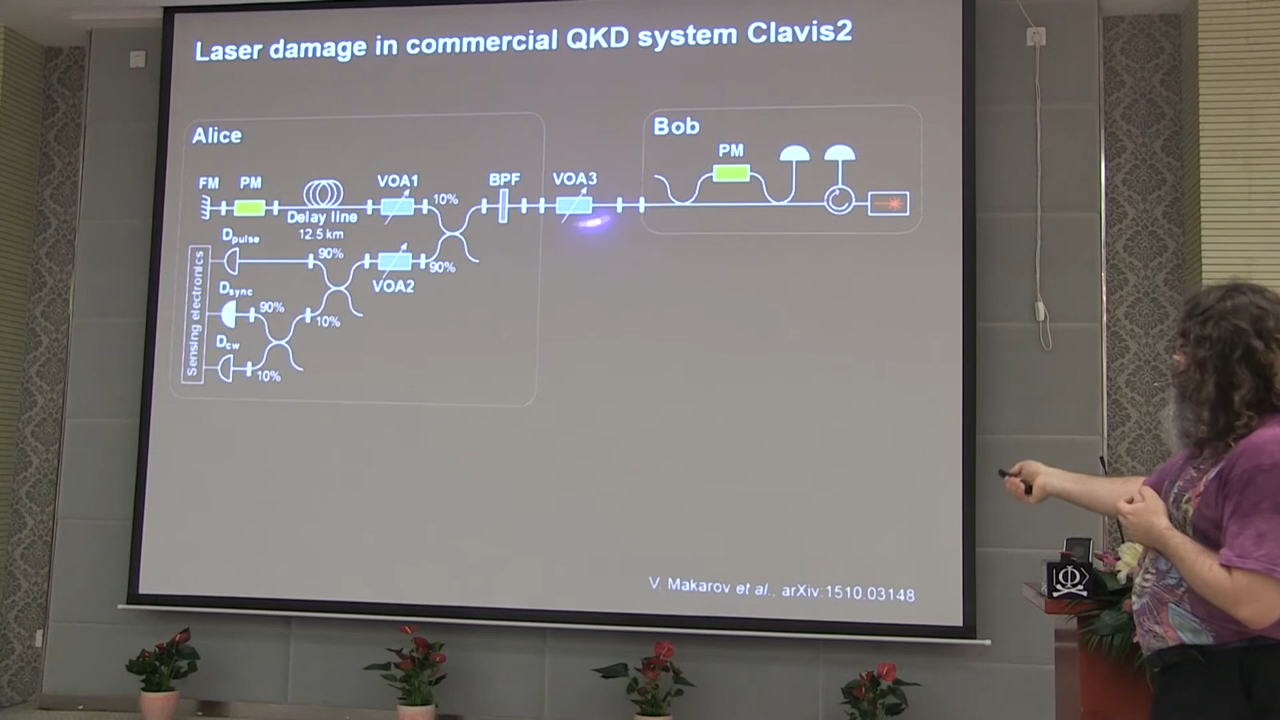 Laser damage in commercial QKD system Clavis2
Alice
Bob
PM
FM
PM
VOA1
BPF
VOA3
10%
Delay line
12.5 km
Dpulse
90%
90%
VOA2
Dsync
90%
10%
Dcw
10%
Sensing electronics
V. Makarov et al., arXiv:1510.03148
Φ